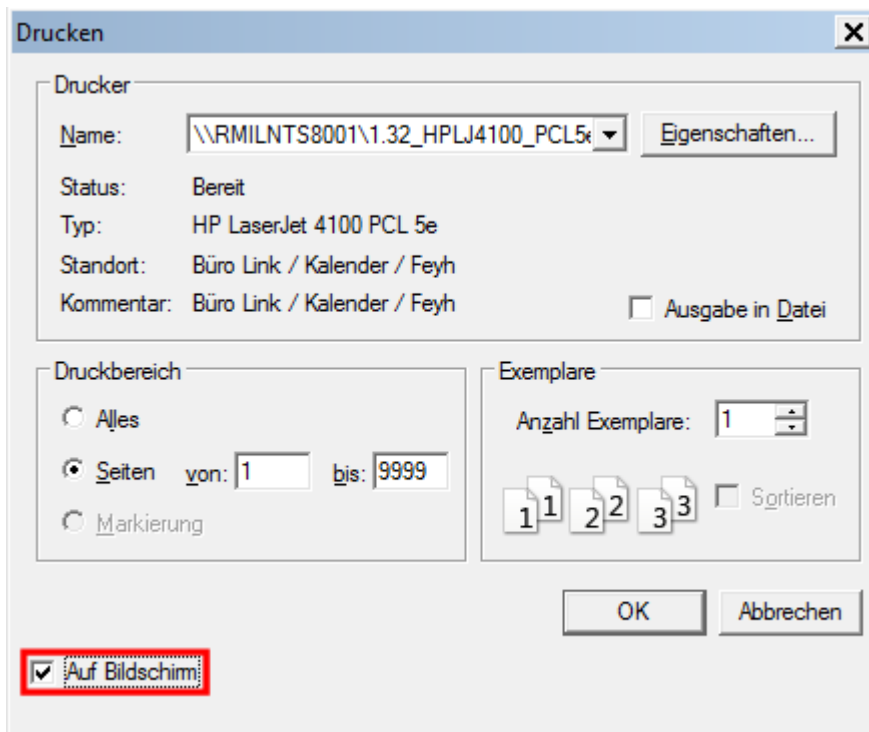 Drucken
Drucker
Name: \\RMILNTS8001\1.32_HPLJ4100_PCL5e Eigenschaften...
Status: Bereit
Typ: HP LaserJet 4100 PCL 5e
Standort: Büro Link / Kalender / Feyh
Kommentar: Büro Link / Kalender / Feyh Ausgabe in Datei
Druckbereich Exemplare
Alles Anzahl Exemplare: 1
Seiten von: 1 bis: 9999
1 1 2 2 3 3 Sortieren
Markierung
OK Abbrechen
Auf Bildschirm